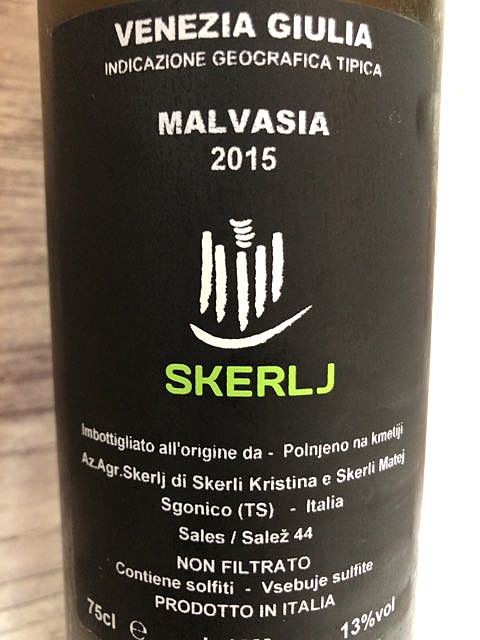 VENEZIA GIULIA
INDICAZIONE GEOGRAFICA TIPICA
MALVASIA
2015
SKERLJ
Imbottigliato all'origine da - Polnjeno na kmetiji
Az.Agr.Skerlj di Skerli Kristina e Skerli Matej
Sgonico (TS) - Italia
Sales / Salež 44
NON FILTRATO
Contiene solfiti - Vsebuje sulfite
PRODOTTO IN ITALIA
75cl ℮ 13%vol